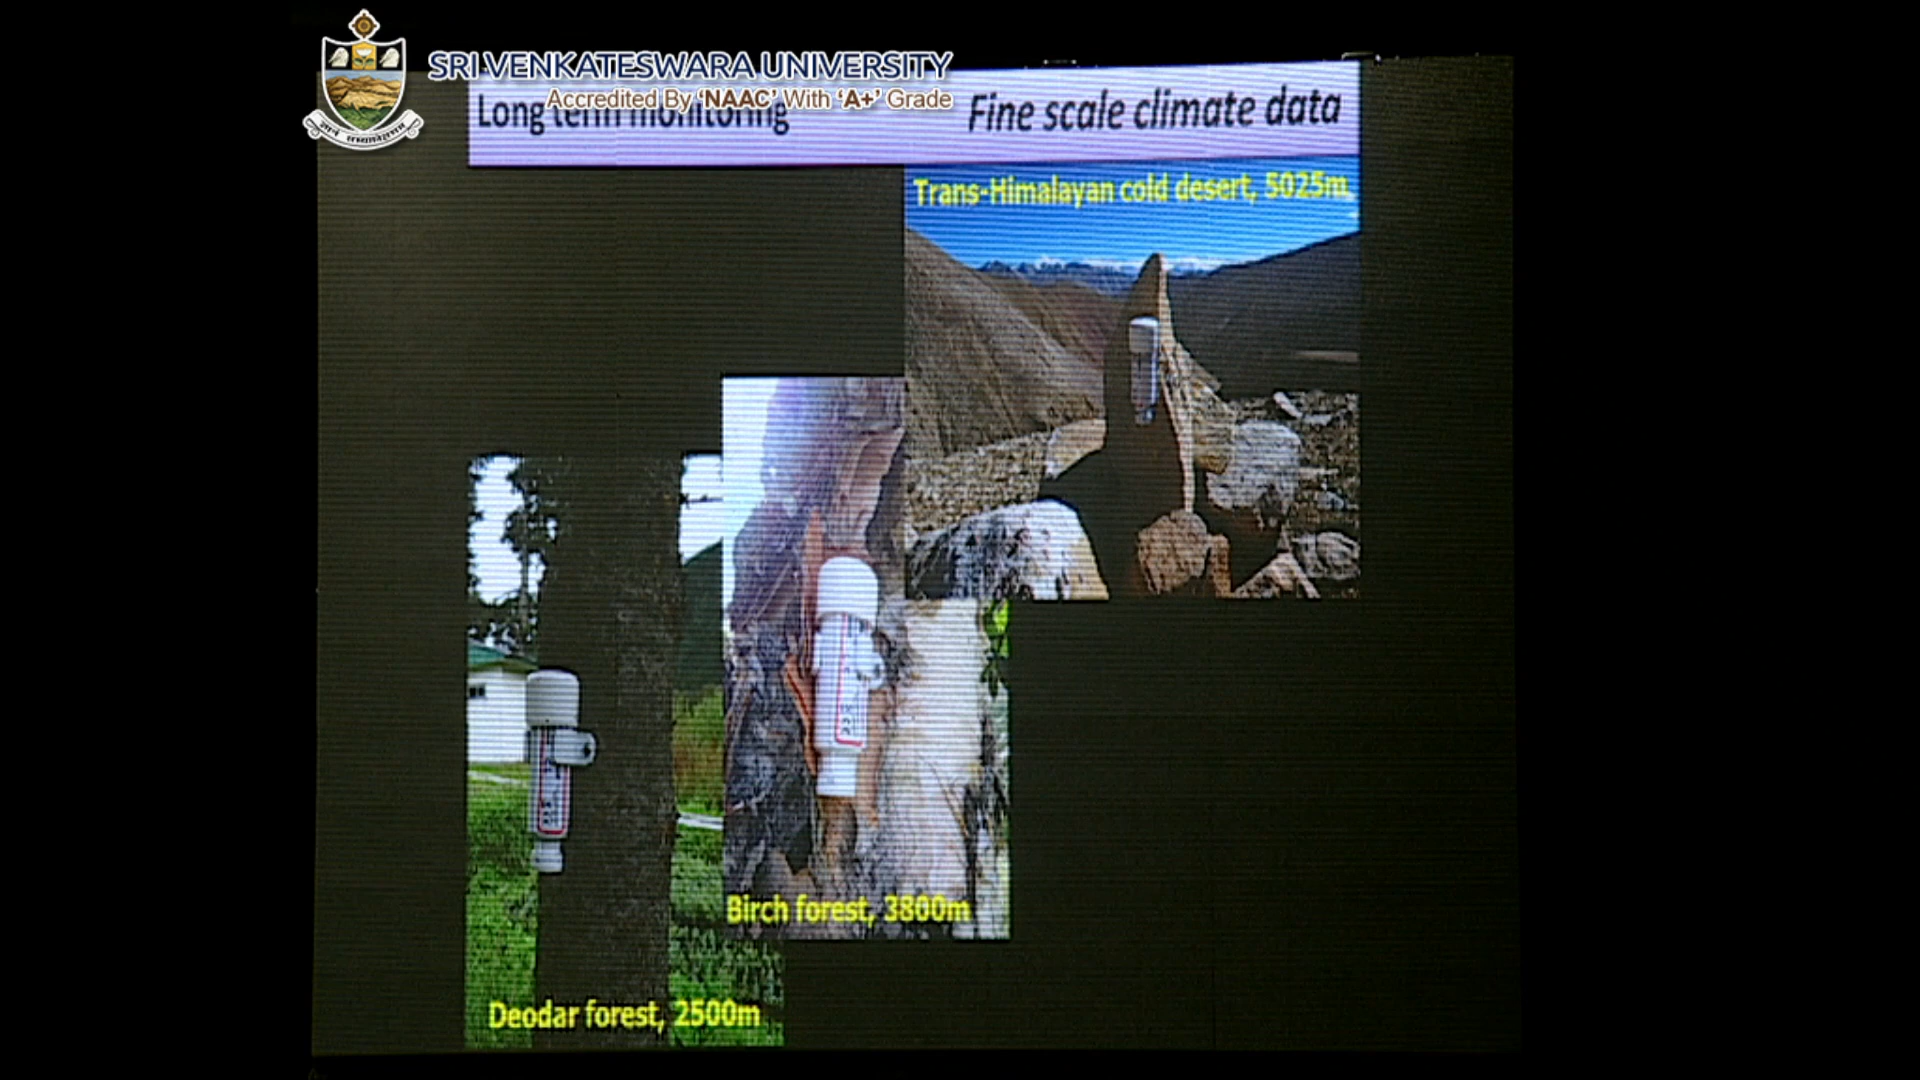 SRI VENKATESWARA UNIVERSITY
Accredited By 'NAAC' With 'A+' Grade
Long term monitoring
Fine scale climate data
Trans-Himalayan cold desert, 5025m
Birch forest, 3800m
Deodar forest, 2500m